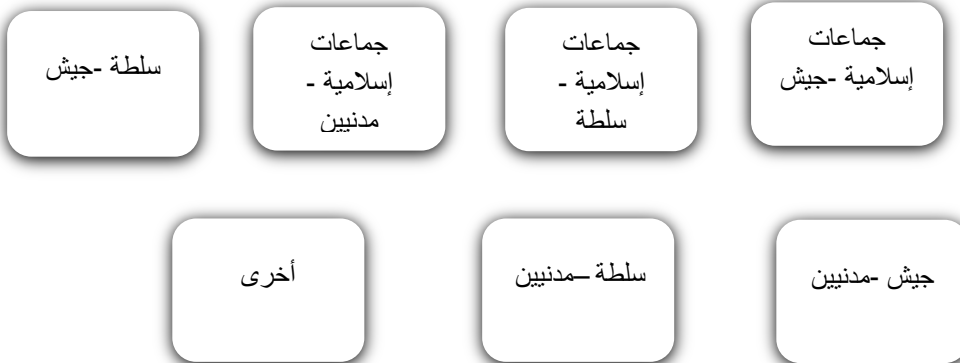 جماعات
إسلامية -جيش
جماعات
إسلامية -
سلطة
جماعات
إسلامية -
مدنيين
سلطة -جيش
جيش -مدنيين
سلطة –مدنيين
أخرى